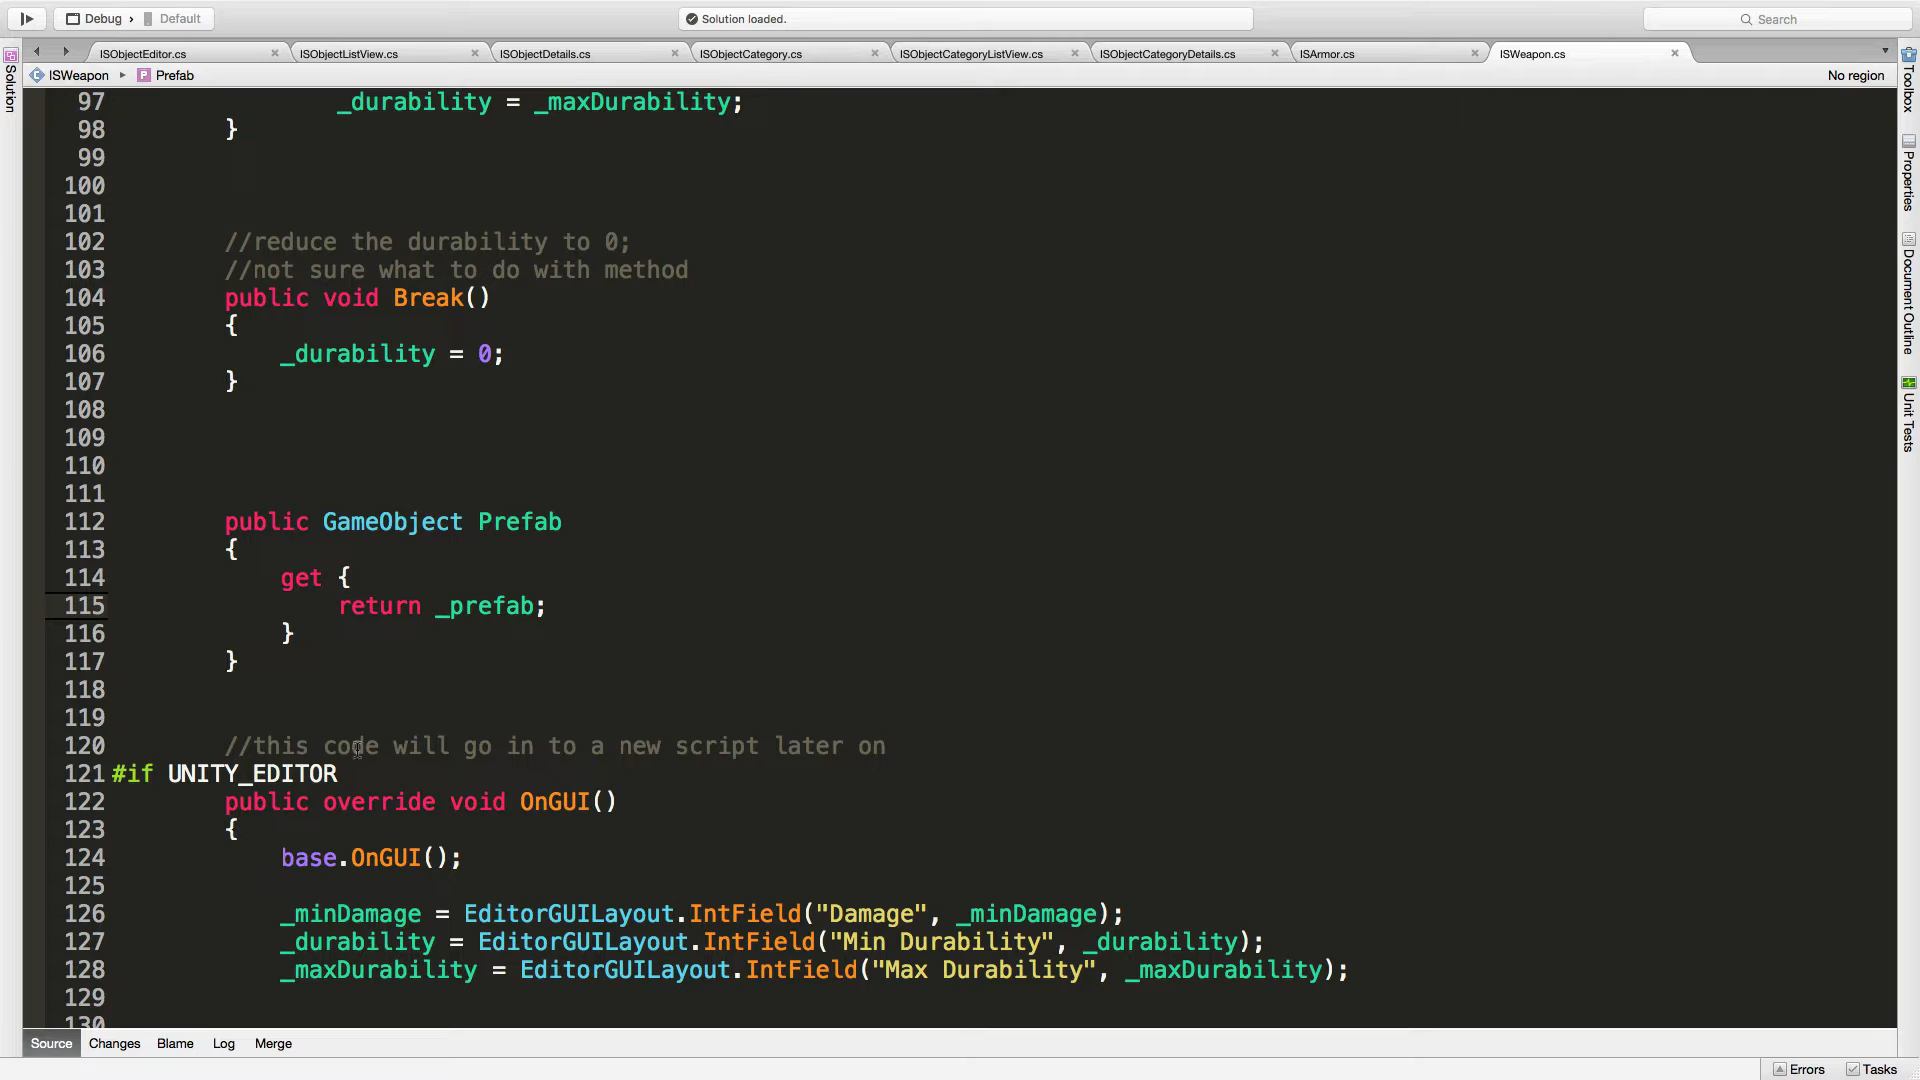 Debug › Default
Solution loaded.
Search
ISObjectEditor.cs ISObjectListView.cs ISObjectDetails.cs ISObjectCategory.cs ISObjectCategoryListView.cs ISObjectCategoryDetails.cs ISArmor.cs ISWeapon.cs
ISWeapon Prefab No region
Solution
97 _durability = _maxDurability;
98 }
99
100
101
102 //reduce the durability to 0;
103 //not sure what to do with method
104 public void Break()
105 {
106 _durability = 0;
107 }
108
109
110
111
112 public GameObject Prefab
113 {
114 get {
115 return _prefab;
116 }
117 }
118
119
120 //this code will go in to a new script later on
121 #if UNITY_EDITOR
122 public override void OnGUI()
123 {
124 base.OnGUI();
125
126 _minDamage = EditorGUILayout.IntField("Damage", _minDamage);
127 _durability = EditorGUILayout.IntField("Min Durability", _durability);
128 _maxDurability = EditorGUILayout.IntField("Max Durability", _maxDurability);
129
130
Toolbox
Properties
Document Outline
Unit Tests
Source Changes Blame Log Merge
Errors Tasks